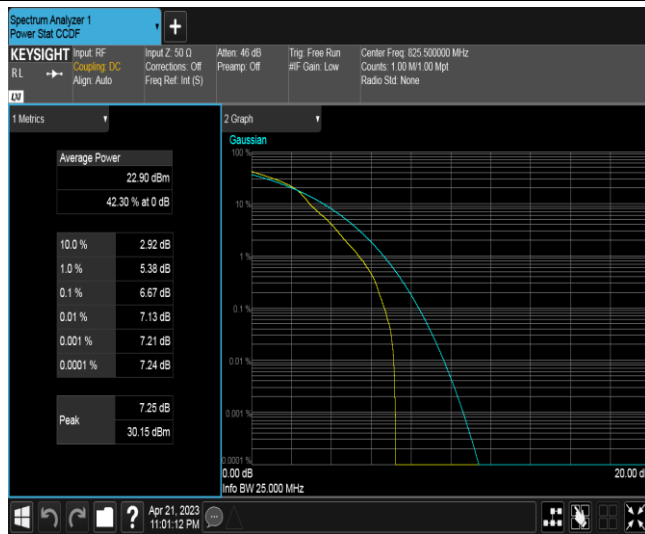 Spectrum Analyzer 1
Power Stat CCDF
+
KEYSIGHT
RL
LXI
Input: RF
Coupling: DC
Align: Auto
Input Z: 50 Ω
Corrections: Off
Freq Ref: Int (S)
Atten: 46 dB
Preamp: Off
Trig: Free Run
#IF Gain: Low
Center Freq: 825.500000 MHz
Counts: 1.00 M/1.00 Mpt
Radio Std: None
1 Metrics
Average Power
22.90 dBm
42.30 % at 0 dB
10.0 % 2.92 dB
1.0 % 5.38 dB
0.1 % 6.67 dB
0.01 % 7.13 dB
0.001 % 7.21 dB
0.0001 % 7.24 dB
Peak
7.25 dB
30.15 dBm
2 Graph
Gaussian
100 %
10 %
1 %
0.1 %
0.01 %
0.001 %
0.0001 %
0.00 dB
20.00 d
Info BW 25.000 MHz
?
Apr 21, 2023
11:01:12 PM